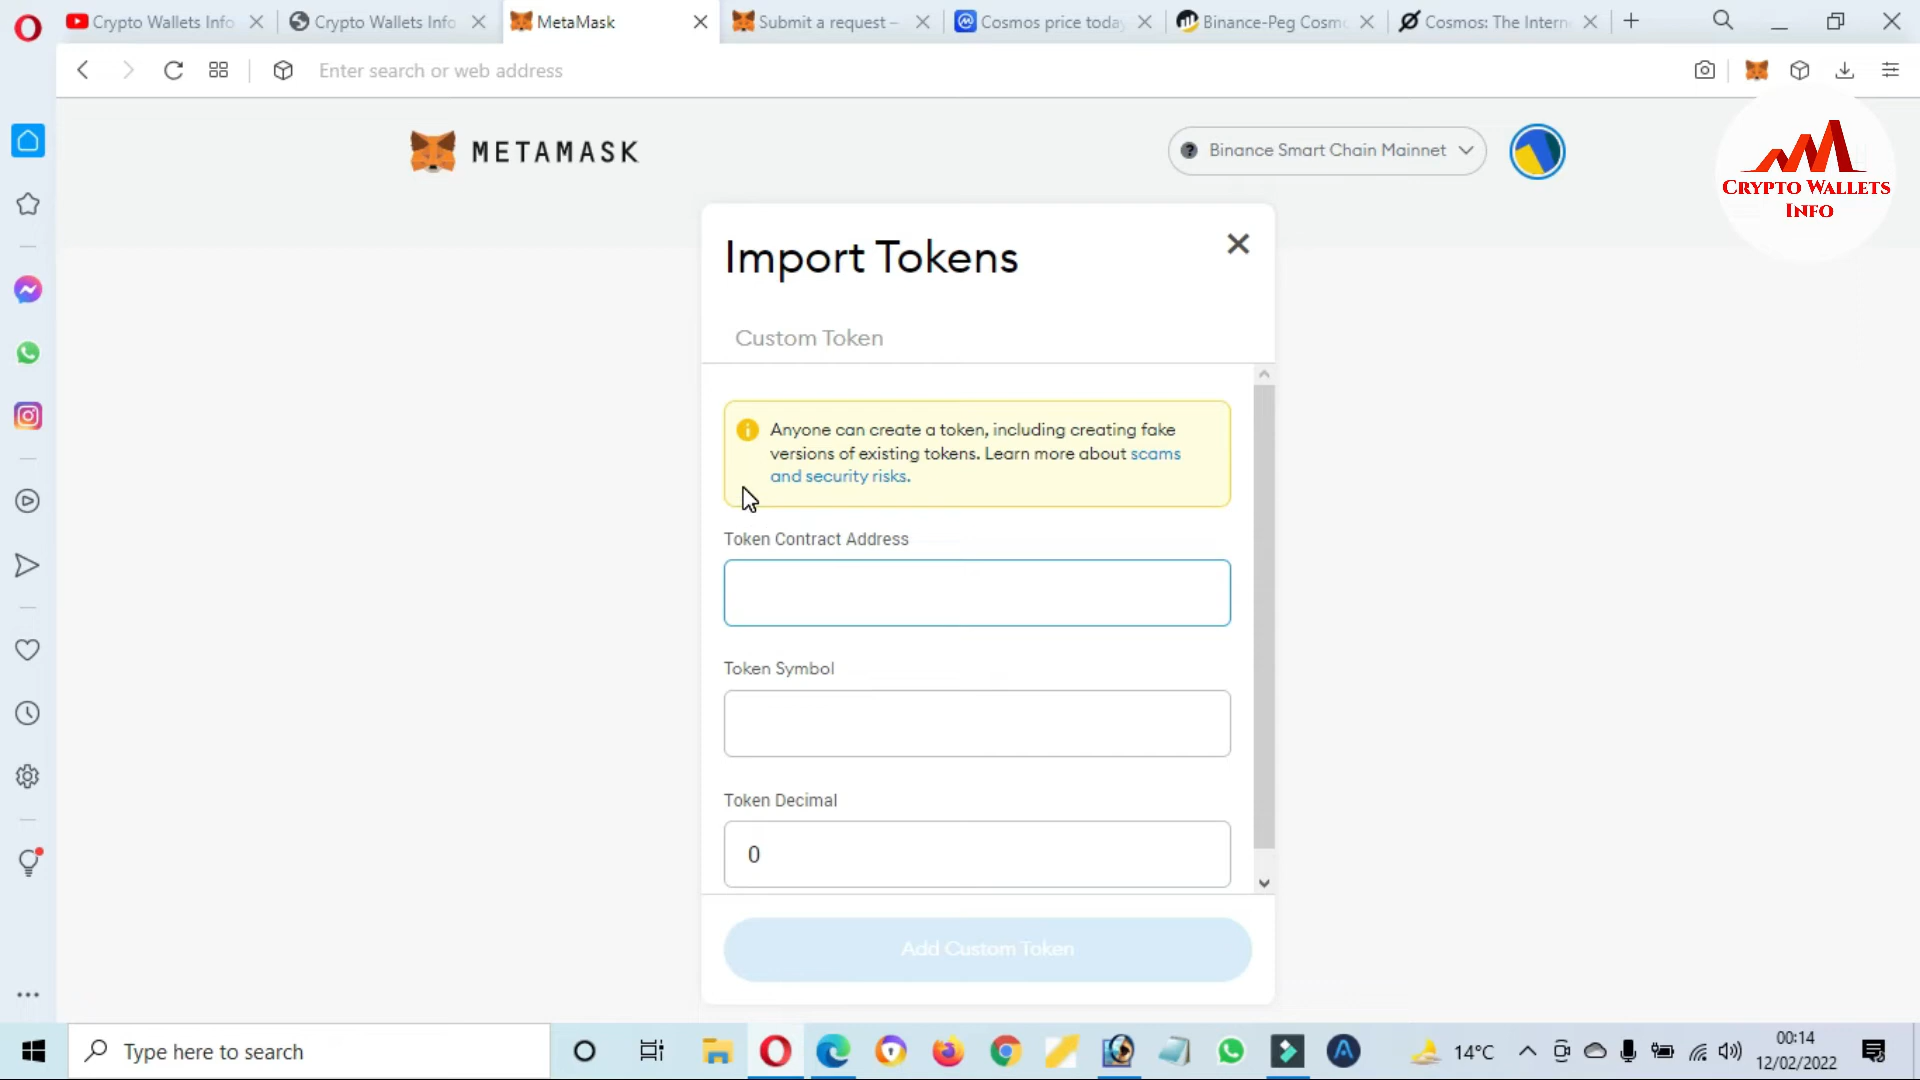 Crypto Wallets Info
Crypto Wallets Info
MetaMask
Submit a request –
Cosmos price today
Binance-Peg Cosm
Cosmos: The Intern
Enter search or web address
METAMASK
Binance Smart Chain Mainnet
CRYPTO WALLETS
INFO
Import Tokens
Custom Token
Anyone can create a token, including creating fake
versions of existing tokens. Learn more about scams
and security risks.
Token Contract Address
Token Symbol
Token Decimal
0
Add Custom Token
Type here to search
14°C
00:14
12/02/2022